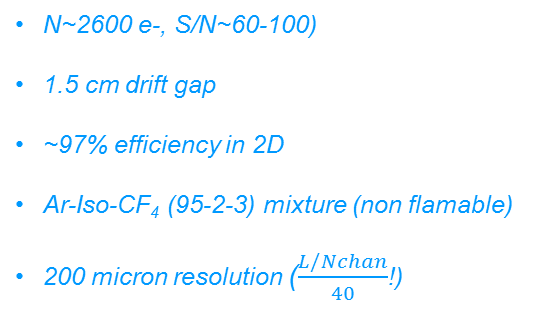 • N~2600 e-, S/N~60-100)
• 1.5 cm drift gap
• ~97% efficiency in 2D
• Ar-Iso-CF₄ (95-2-3) mixture (non flamable)
• 200 micron resolution (\frac{L/Nchan}{40}!)